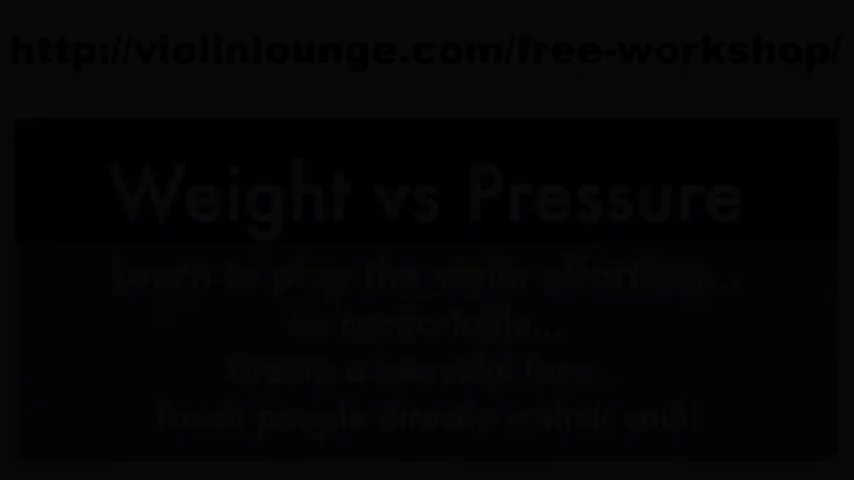 http://violinlounge.com/free-workshop/
Weight vs Pressure
Learn to play the violin effortless...
Be comfortable...
Create a beautiful tone...
Touch people directly in their soul!